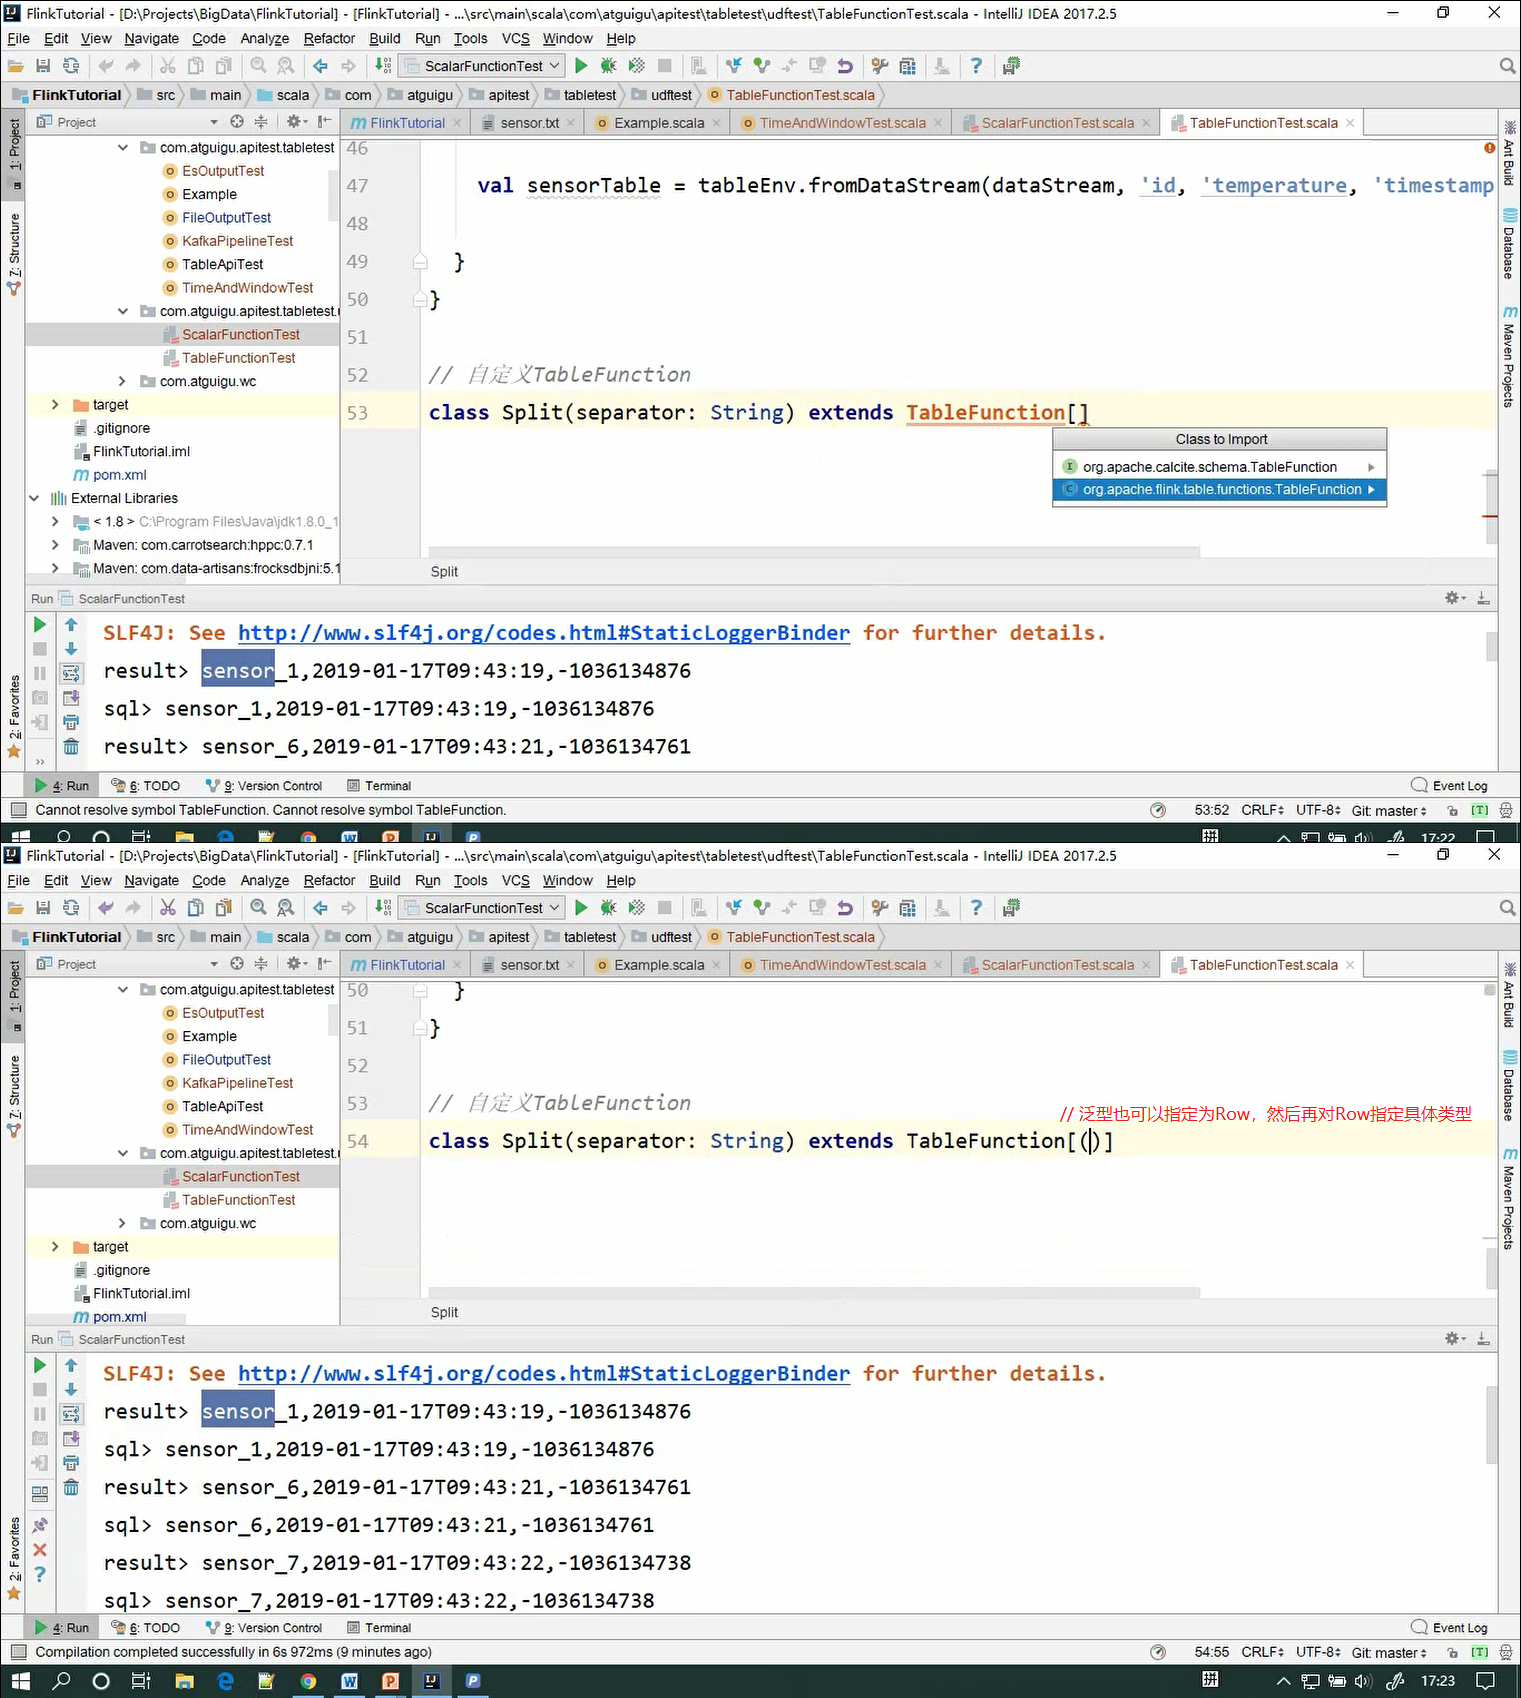 FlinkTutorial - [D:\Projects\BigData\FlinkTutorial] - [FlinkTutorial] - ...\src\main\scala\com\atguigu\apitest\tabletest\udftest\TableFunctionTest.scala - IntelliJ IDEA 2017.2.5
File Edit View Navigate Code Analyze Refactor Build Run Tools VCS Window Help
ScalarFunctionTest
FlinkTutorial src main scala com atguigu apitest tabletest udftest TableFunctionTest.scala
Project
FlinkTutorial sensor.txt Example.scala TimeAndWindowTest.scala ScalarFunctionTest.scala TableFunctionTest.scala
1: Project
7: Structure
2: Favorites
Ant Build
Database
Maven Projects
com.atguigu.apitest.tabletest
EsOutputTest
Example
FileOutputTest
KafkaPipelineTest
TableApiTest
TimeAndWindowTest
com.atguigu.apitest.tabletest.
ScalarFunctionTest
TableFunctionTest
com.atguigu.wc
target
.gitignore
FlinkTutorial.iml
pom.xml
External Libraries
< 1.8 > C:\Program Files\Java\jdk1.8.0_1
Maven: com.carrotsearch:hppc:0.7.1
Maven: com.data-artisans:frocksdbjni:5.1
46
47 val sensorTable = tableEnv.fromDataStream(dataStream, 'id, 'temperature, 'timestamp
48
49 }
50 }
51
52 // 自定义TableFunction
53 class Split(separator: String) extends TableFunction[]
Class to Import
org.apache.calcite.schema.TableFunction
org.apache.flink.table.functions.TableFunction
Split
Run ScalarFunctionTest
SLF4J: See http://www.slf4j.org/codes.html#StaticLoggerBinder for further details.
result> sensor_1,2019-01-17T09:43:19,-1036134876
sql> sensor_1,2019-01-17T09:43:19,-1036134876
result> sensor_6,2019-01-17T09:43:21,-1036134761
4: Run 6: TODO 9: Version Control Terminal Event Log
Cannot resolve symbol TableFunction. Cannot resolve symbol TableFunction. 53:52 CRLF UTF-8 Git: master [T]
拼 17:22
FlinkTutorial - [D:\Projects\BigData\FlinkTutorial] - [FlinkTutorial] - ...\src\main\scala\com\atguigu\apitest\tabletest\udftest\TableFunctionTest.scala - IntelliJ IDEA 2017.2.5
File Edit View Navigate Code Analyze Refactor Build Run Tools VCS Window Help
ScalarFunctionTest
FlinkTutorial src main scala com atguigu apitest tabletest udftest TableFunctionTest.scala
Project
FlinkTutorial sensor.txt Example.scala TimeAndWindowTest.scala ScalarFunctionTest.scala TableFunctionTest.scala
1: Project
7: Structure
2: Favorites
Ant Build
Database
Maven Projects
com.atguigu.apitest.tabletest
EsOutputTest
Example
FileOutputTest
KafkaPipelineTest
TableApiTest
TimeAndWindowTest
com.atguigu.apitest.tabletest.
ScalarFunctionTest
TableFunctionTest
com.atguigu.wc
target
.gitignore
FlinkTutorial.iml
pom.xml
50 }
51 }
52
53 // 自定义TableFunction
// 泛型也可以指定为Row，然后再对Row指定具体类型
54 class Split(separator: String) extends TableFunction[()]
Split
Run ScalarFunctionTest
SLF4J: See http://www.slf4j.org/codes.html#StaticLoggerBinder for further details.
result> sensor_1,2019-01-17T09:43:19,-1036134876
sql> sensor_1,2019-01-17T09:43:19,-1036134876
result> sensor_6,2019-01-17T09:43:21,-1036134761
sql> sensor_6,2019-01-17T09:43:21,-1036134761
result> sensor_7,2019-01-17T09:43:22,-1036134738
sql> sensor_7,2019-01-17T09:43:22,-1036134738
4: Run 6: TODO 9: Version Control Terminal Event Log
Compilation completed successfully in 6s 972ms (9 minutes ago) 54:55 CRLF UTF-8 Git: master [T]
拼 17:23